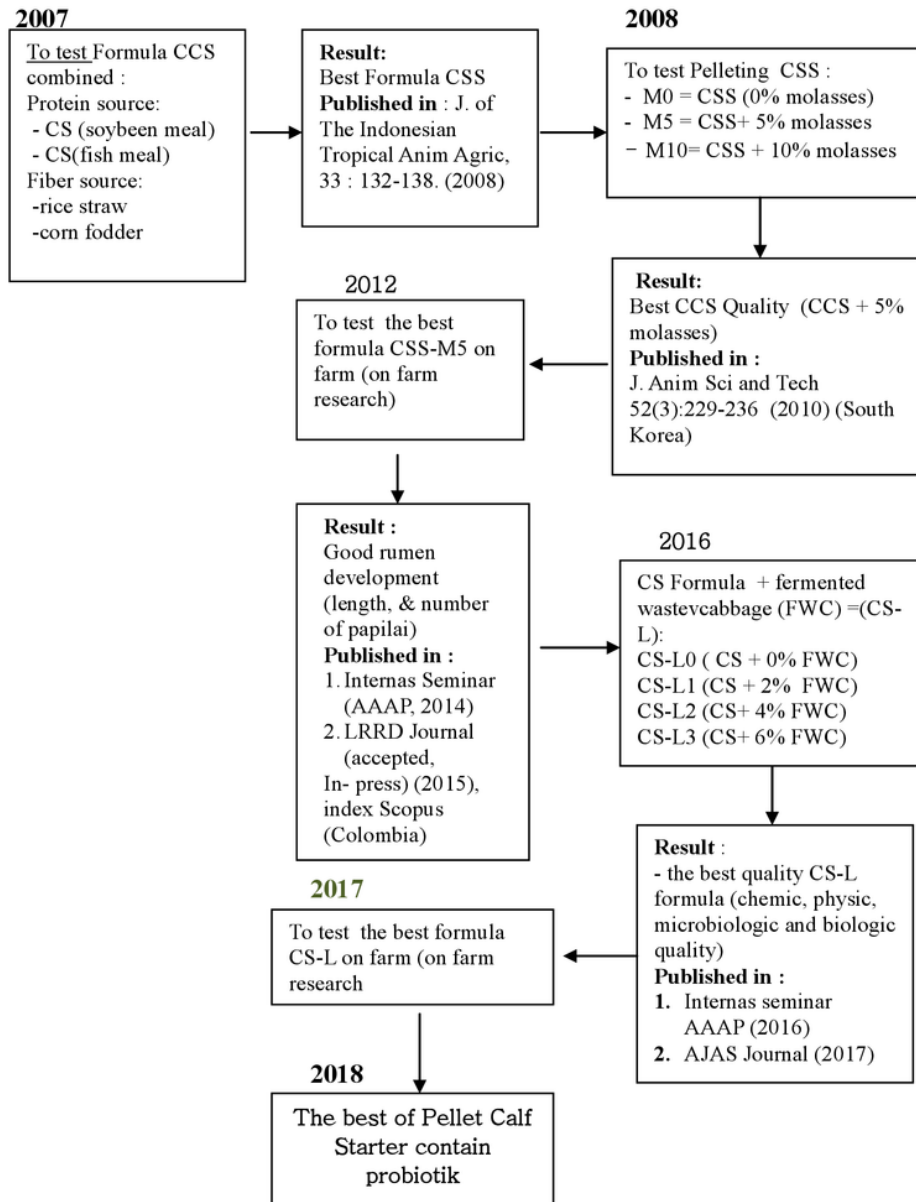 2007
To test Formula CCS
combined :
Protein source:
- CS (soybeen meal)
- CS(fish meal)
Fiber source:
-rice straw
-corn fodder
Result:
Best Formula CSS
Published in : J. of
The Indonesian
Tropical Anim Agric,
33 : 132-138. (2008)
2008
To test Pelleting CSS :
- M0 = CSS (0% molasses)
- M5 = CSS+ 5% molasses
- M10= CSS + 10% molasses
Result:
Best CCS Quality (CCS + 5%
molasses)
Published in :
J. Anim Sci and Tech
52(3):229-236 (2010) (South
Korea)
2012
To test the best
formula CSS-M5 on
farm (on farm
research)
Result :
Good rumen
development
(length, & number
of papilai)
Published in :
1. Internas Seminar
(AAAP, 2014)
2. LRRD Journal
(accepted,
In- press) (2015),
index Scopus
(Colombia)
2016
CS Formula + fermented
wastevcabbage (FWC) =(CS-
L):
CS-L0 ( CS + 0% FWC)
CS-L1 (CS + 2% FWC)
CS-L2 (CS+ 4% FWC)
CS-L3 (CS+ 6% FWC)
Result :
- the best quality CS-L
formula (chemic, physic,
microbiologic and biologic
quality)
Published in :
1. Internas seminar
AAAP (2016)
2. AJAS Journal (2017)
2017
To test the best formula
CS-L on farm (on farm
research
2018
The best of Pellet Calf
Starter contain
probiotik